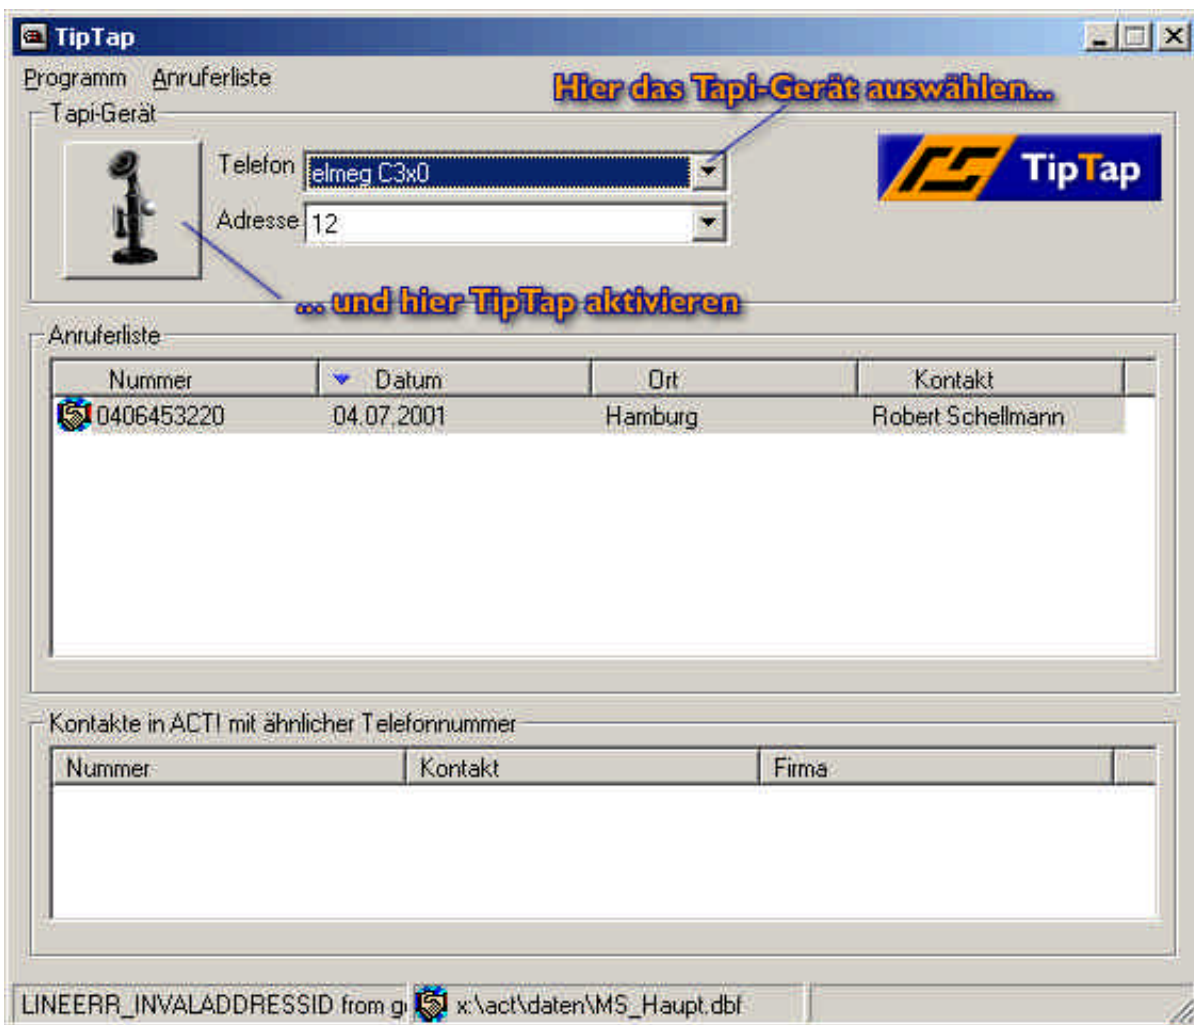 TipTap
Programm Anruferliste
Hier das Tapi-Gerät auswählen...
Tapi-Gerät
Telefon elmeg C3x0
TipTap
Adresse 12
... und hier TipTap aktivieren
Anruferliste
Nummer Datum Ort Kontakt
0406453220 04.07.2001 Hamburg Robert Schellmann
Kontakte in ACT! mit ähnlicher Telefonnummer
Nummer Kontakt Firma
LINEERR_INVALADDRESSID from x:\act\daten\MS_Haupt.dbf